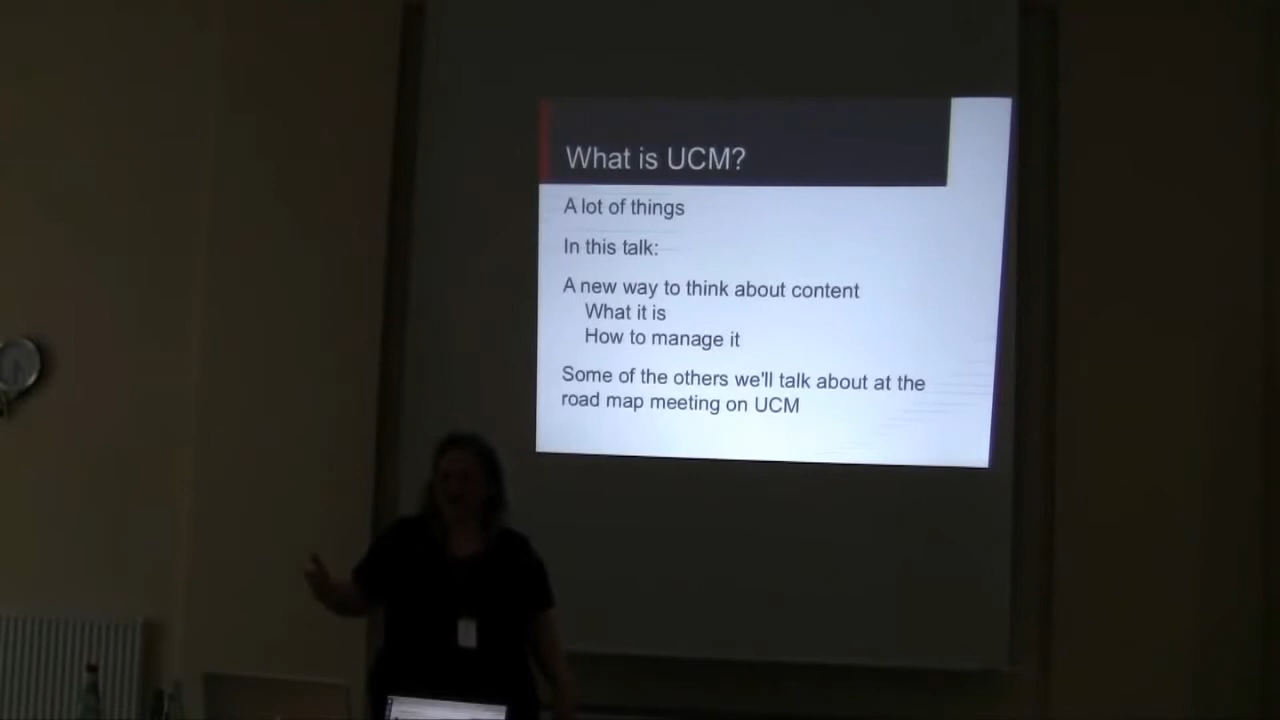 What is UCM?
A lot of things
In this talk:
A new way to think about content
What it is
How to manage it
Some of the others we'll talk about at the
road map meeting on UCM